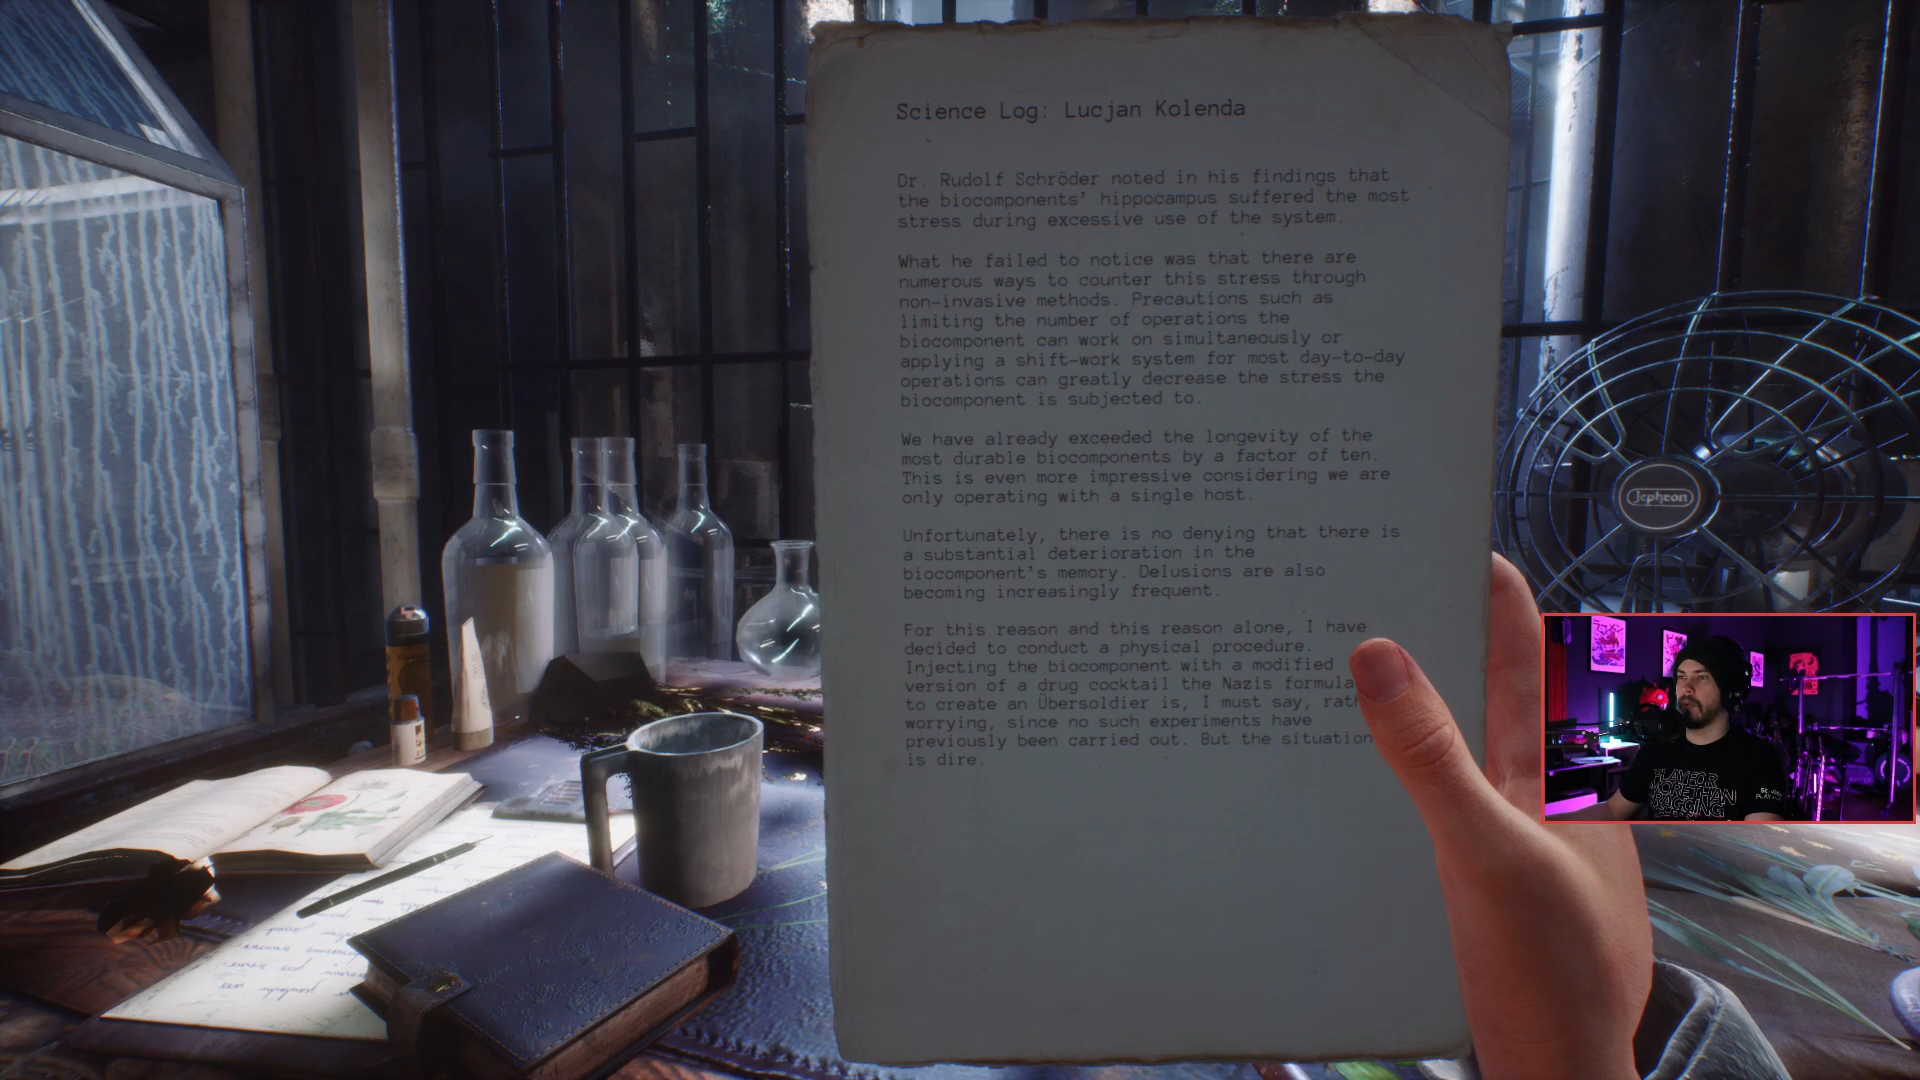 Science Log: Lucjan Kolenda
Dr. Rudolf Schröder noted in his findings that
the biocomponents' hippocampus suffered the most
stress during excessive use of the system.
What he failed to notice was that there are
numerous ways to counter this stress through
non-invasive methods. Precautions such as
limiting the number of operations the
biocomponent can work on simultaneously or
applying a shift-work system for most day-to-day
operations can greatly decrease the stress the
biocomponent is subjected to.
We have already exceeded the longevity of the
most durable biocomponents by a factor of ten.
This is even more impressive considering we are
only operating with a single host.
Unfortunately, there is no denying that there is
a substantial deterioration in the
biocomponent's memory. Delusions are also
becoming increasingly frequent.
For this reason and this reason alone, I have
decided to conduct a physical procedure.
Injecting the biocomponent with a modified
version of a drug cocktail the Nazis formula
to create an Übersoldier is, I must say, rath
worrying, since no such experiments have
previously been carried out. But the situation
is dire.
PLAY FOR
MORE THAN